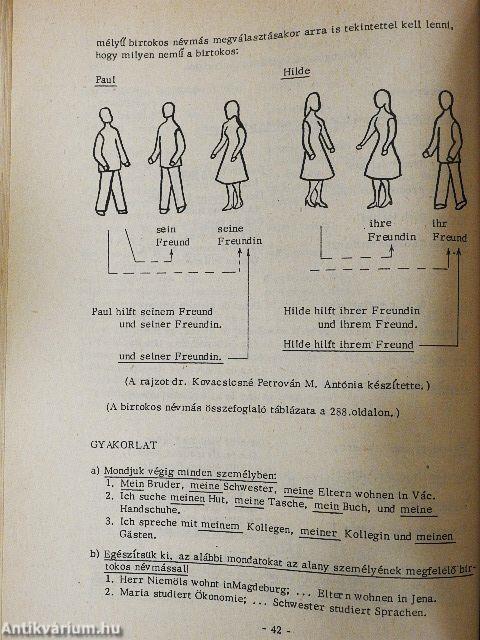 mélyű birtokos névmás megválasztásakor arra is tekintettel kell lenni,
hogy milyen nemű a birtokos:
Paul
Hilde
sein seine ihre ihr
Freund Freundin Freundin Freund
Paul hilft seinem Freund
und seiner Freundin.
und seiner Freundin.
Hilde hilft ihrer Freundin
und ihrem Freund.
Hilde hilft ihrem Freund
(A rajzot dr. Kovacsicsné Petrován M. Antónia készítette.)
(A birtokos névmás összefoglaló táblázata a 288.oldalon.)
GYAKORLAT
a) Mondjuk végig minden személyben:
1. Mein Bruder, meine Schwester, meine Eltern wohnen in Vác.
2. Ich suche meinen Hut, meine Tasche, mein Buch, und meine
Handschuhe.
3. Ich spreche mit meinem Kollegen, meiner Kollegin und meinen
Gästen.
b) Egészítsük ki, az alábbi mondatokat az alany személyének megfelelő bir-
tokos névmással!
1. Herr Niemöls wohnt inMagdeburg; ... Eltern wohnen in Jena.
2. Maria studiert Ökonomie; ... Schwester studiert Sprachen.
- 42 -
Antikvárium.hu